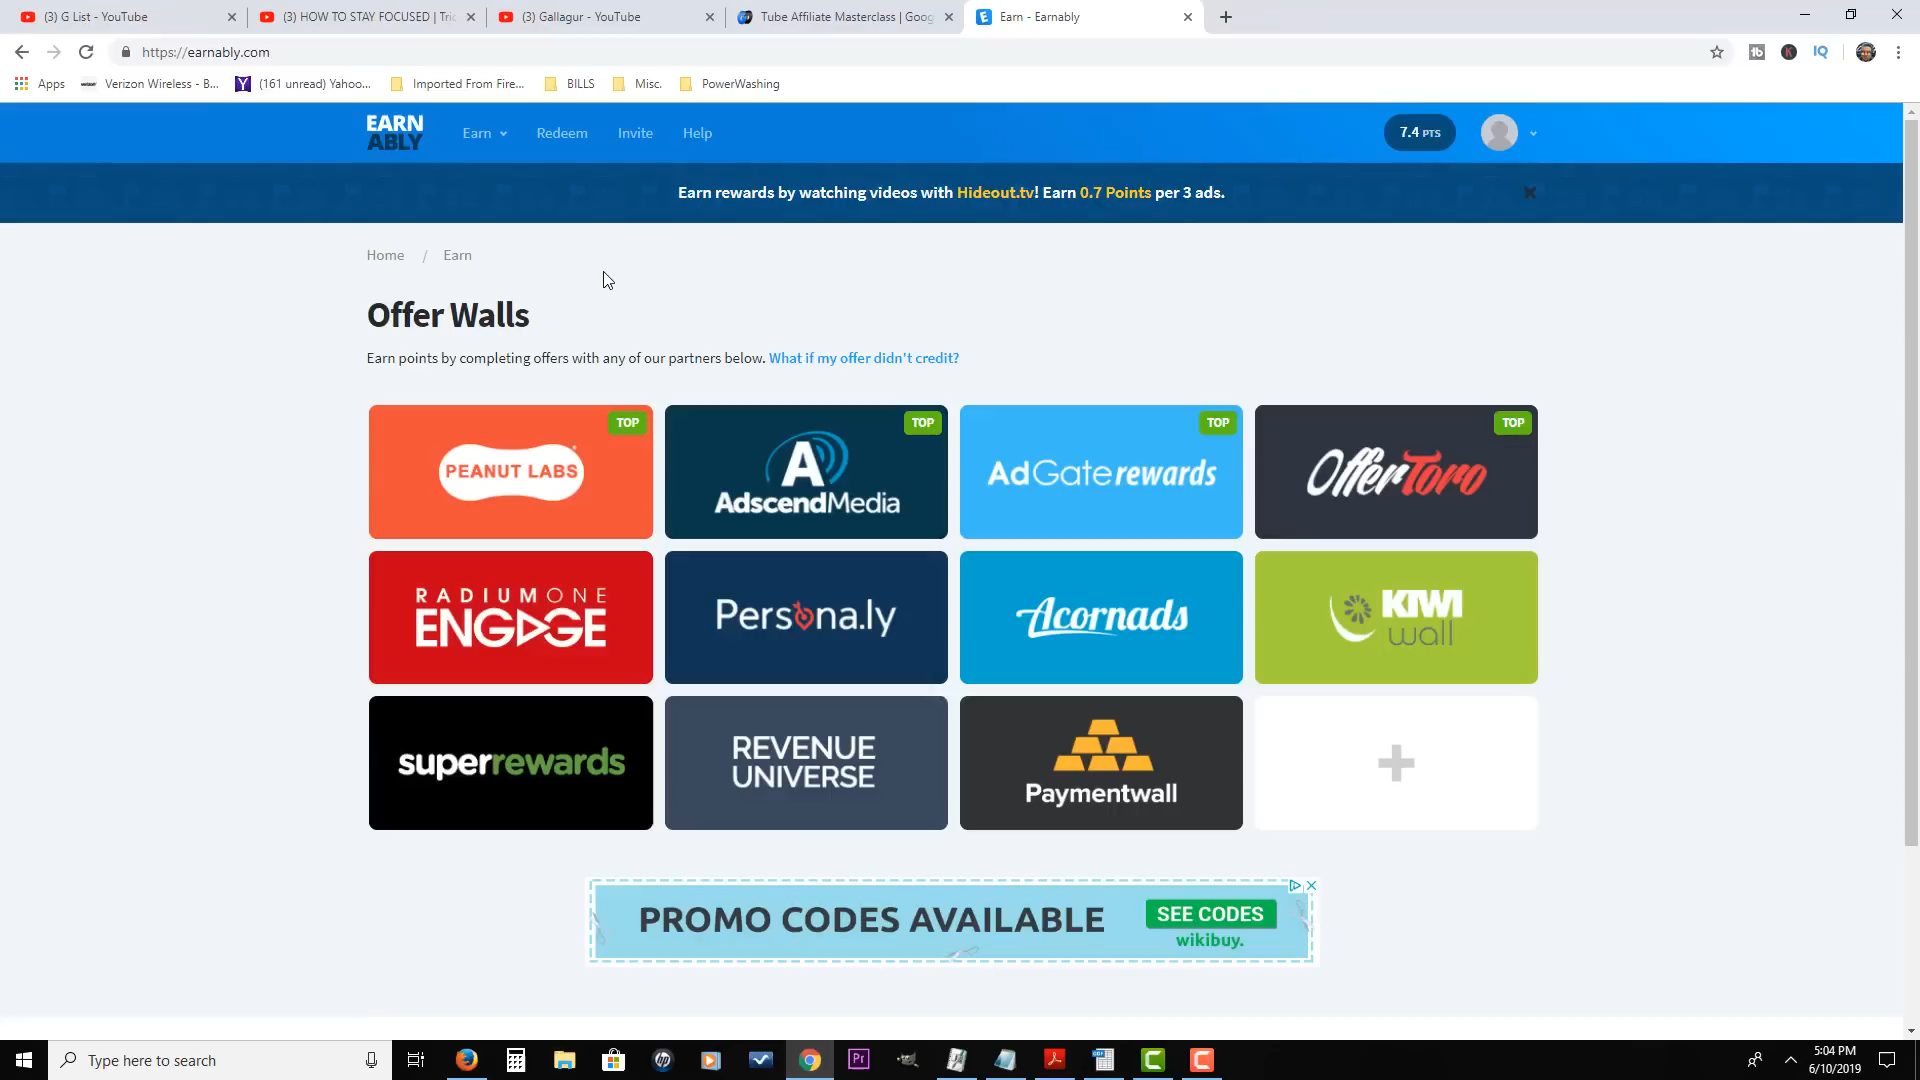 (3) G List - YouTube
(3) HOW TO STAY FOCUSED | Tric
(3) Gallagur - YouTube
Tube Affiliate Masterclass | Goog
Earn - Earnably
https://earnably.com
Apps
Verizon Wireless - B...
(161 unread) Yahoo...
Imported From Fire...
BILLS
Misc.
PowerWashing
EARN
ABLY
Earn
Redeem
Invite
Help
7.4 PTS
Earn rewards by watching videos with Hideout.tv! Earn 0.7 Points per 3 ads.
Home / Earn
Offer Walls
Earn points by completing offers with any of our partners below. What if my offer didn't credit?
TOP
PEANUT LABS
TOP
AdscendMedia
TOP
AdGate rewards
TOP
OfferToro
RADIUMONE
ENGAGE
Persona.ly
Acornads
KIWI
wall
superrewards
REVENUE
UNIVERSE
Paymentwall
PROMO CODES AVAILABLE
SEE CODES
wikibuy.
Type here to search
5:04 PM
6/10/2019